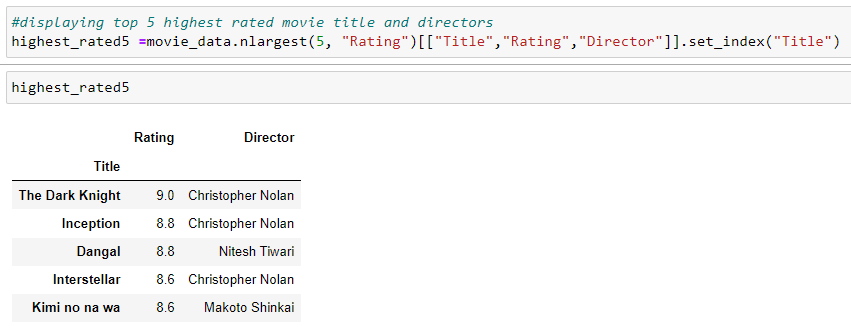 #displaying top 5 highest rated movie title and directors
highest_rated5 =movie_data.nlargest(5, "Rating")[["Title","Rating","Director"]].set_index("Title")
highest_rated5
Rating Director
Title
The Dark Knight 9.0 Christopher Nolan
Inception 8.8 Christopher Nolan
Dangal 8.8 Nitesh Tiwari
Interstellar 8.6 Christopher Nolan
Kimi no na wa 8.6 Makoto Shinkai